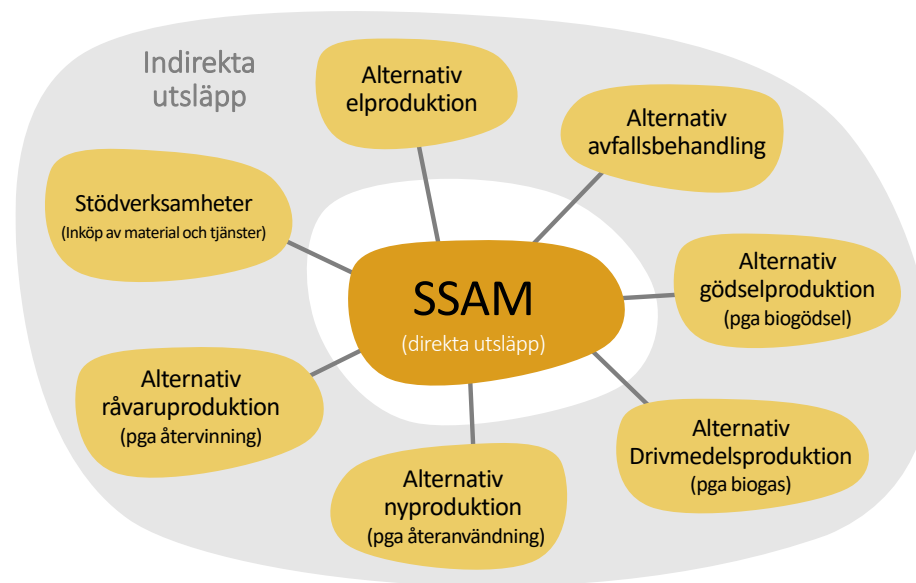 Indirekta
utsläpp
Alternativ
elproduktion
Alternativ
avfallsbehandling
Stödverksamheter
(Inköp av material och tjänster)
SSAM
(direkta utsläpp)
Alternativ
gödselproduktion
(pga biogödsel)
Alternativ
råvaruproduktion
(pga återvinning)
Alternativ
nyproduktion
(pga återanvändning)
Alternativ
Drivmedelsproduktion
(pga biogas)